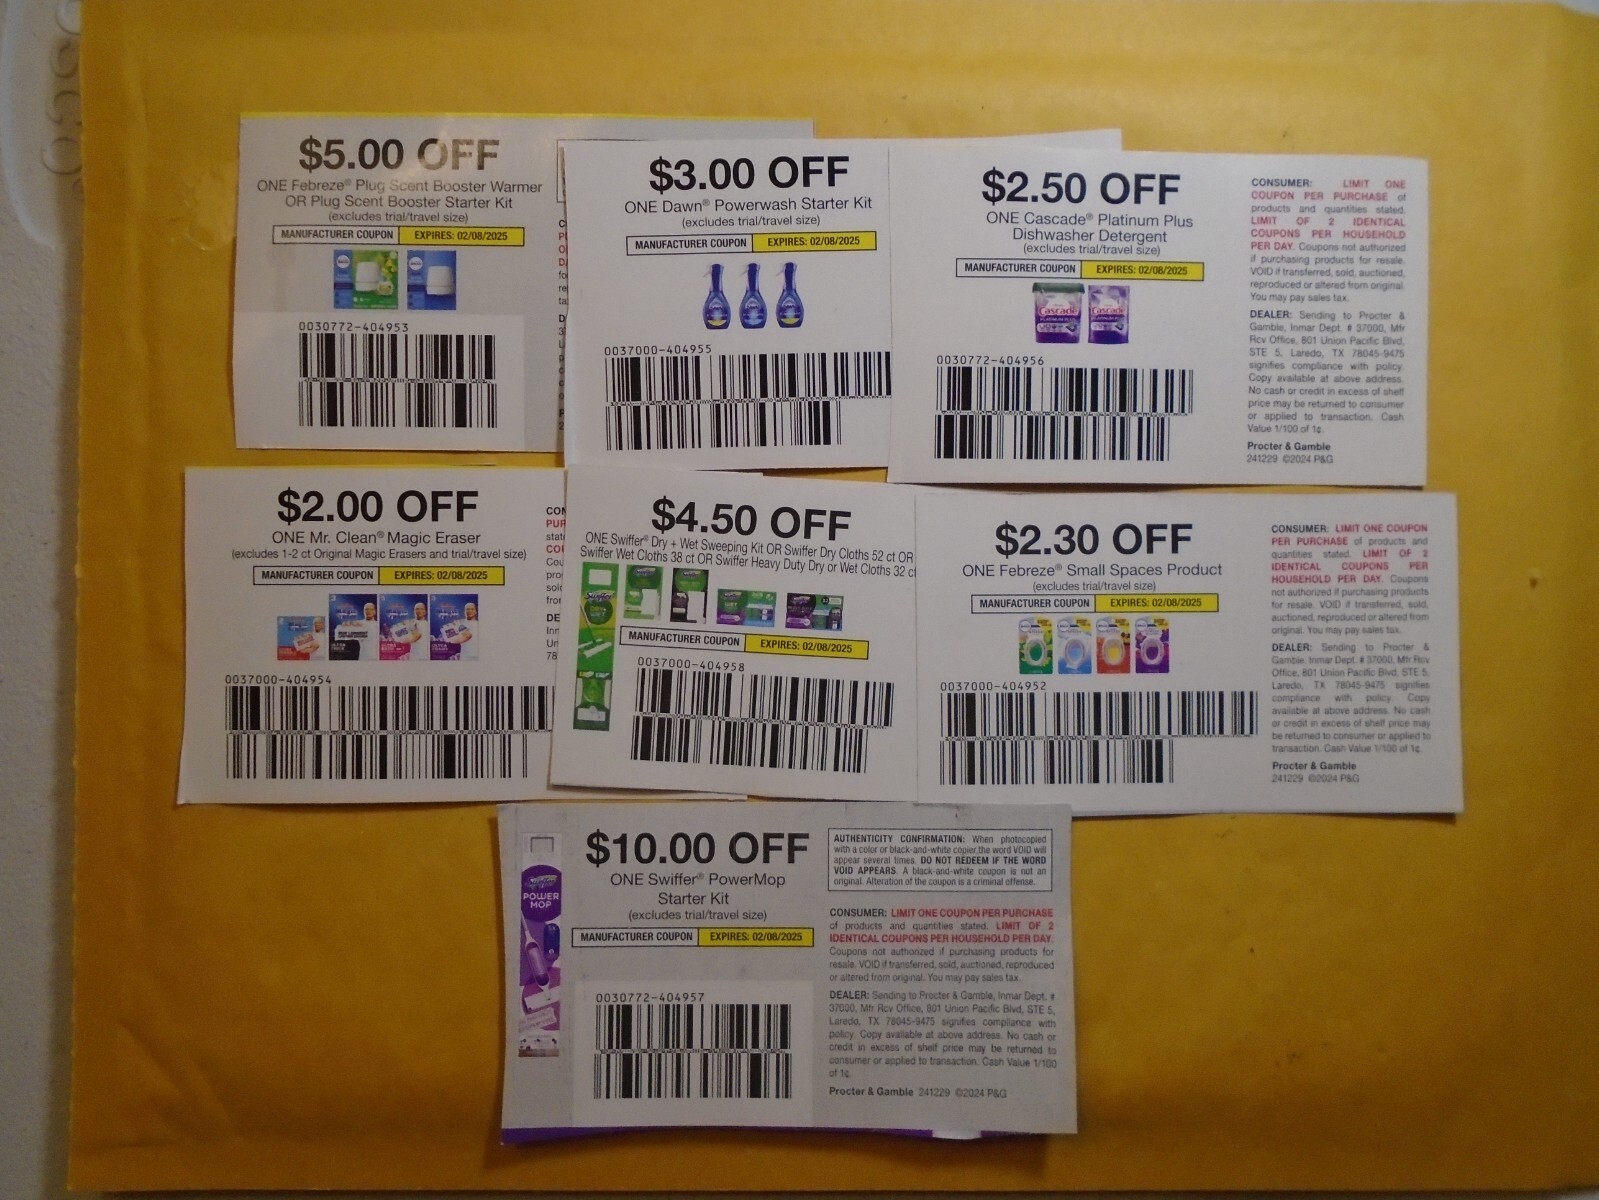 $5.00 OFF
ONE Febreze® Plug Scent Booster Warmer
OR Plug Scent Booster Starter Kit
(excludes trial/travel size)
MANUFACTURER COUPON EXPIRES: 02/08/2025
0030772-404953
$3.00 OFF
ONE Dawn® Powerwash Starter Kit
(excludes trial/travel size)
MANUFACTURER COUPON EXPIRES: 02/08/2025
0037000-404955
$2.50 OFF
ONE Cascade® Platinum Plus
Dishwasher Detergent
(excludes trial/travel size)
MANUFACTURER COUPON EXPIRES: 02/08/2025
Cascade Cascade
0030772-404956
CONSUMER: LIMIT ONE
COUPON PER PURCHASE of
products and quantities stated.
LIMIT OF 2 IDENTICAL
COUPONS PER HOUSEHOLD
PER DAY. Coupons not authorized
if purchasing products for resale.
VOID if transferred, sold, auctioned,
reproduced or altered from original.
You may pay sales tax.
DEALER: Sending to Procter &
Gamble, Inmar Dept. # 37000, Mfr
Rcv Office, 801 Union Pacific Blvd,
STE 5, Laredo, TX 78045-9475
signifies compliance with policy.
Copy available at above address.
No cash or credit in excess of shelf
price may be returned to consumer
or applied to transaction. Cash
Value 1/100 of 1¢.
Procter & Gamble
241229 ©2024 P&G
$2.00 OFF
ONE Mr. Clean® Magic Eraser
(excludes 1-2 ct Original Magic Erasers and trial/travel size)
MANUFACTURER COUPON EXPIRES: 02/08/2025
0037000-404954
$4.50 OFF
ONE Swiffer® Dry + Wet Sweeping Kit OR Swiffer Dry Cloths 52 ct OR
Swiffer Wet Cloths 38 ct OR Swiffer Heavy Duty Dry or Wet Cloths 32 ct
Swiffer
DRY+
WET
MANUFACTURER COUPON EXPIRES: 02/08/2025
0037000-404958
$2.30 OFF
ONE Febreze® Small Spaces Product
(excludes trial/travel size)
MANUFACTURER COUPON EXPIRES: 02/08/2025
0037000-404952
CONSUMER: LIMIT ONE COUPON
PER PURCHASE of products and
quantities stated. LIMIT OF 2
IDENTICAL COUPONS PER
HOUSEHOLD PER DAY. Coupons
not authorized if purchasing products
for resale. VOID if transferred, sold,
auctioned, reproduced or altered from
original. You may pay sales tax.
DEALER: Sending to Procter &
Gamble, Inmar Dept. # 37000, Mfr Rcv
Office, 801 Union Pacific Blvd, STE 5,
Laredo, TX 78045-9475 signifies
compliance with policy. Copy
available at above address. No cash
or credit in excess of shelf price may
be returned to consumer or applied to
transaction. Cash Value 1/100 of 1¢.
Procter & Gamble
241229 ©2024 P&G
$10.00 OFF
ONE Swiffer® PowerMop
Starter Kit
(excludes trial/travel size)
MANUFACTURER COUPON EXPIRES: 02/08/2025
Swiffer
POWER
MOP
0030772-404957
AUTHENTICITY CONFIRMATION: When photocopied
with a color or black-and-white copier,the word VOID will
appear several times. DO NOT REDEEM IF THE WORD
VOID APPEARS. A black-and-white coupon is not an
original. Alteration of the coupon is a criminal offense.
CONSUMER: LIMIT ONE COUPON PER PURCHASE
of products and quantities stated. LIMIT OF 2
IDENTICAL COUPONS PER HOUSEHOLD PER DAY.
Coupons not authorized if purchasing products for
resale. VOID if transferred, sold, auctioned, reproduced
or altered from original. You may pay sales tax.
DEALER: Sending to Procter & Gamble, Inmar Dept. #
37000, Mfr Rcv Office, 801 Union Pacific Blvd, STE 5,
Laredo, TX 78045-9475 signifies compliance with
policy. Copy available at above address. No cash or
credit in excess of shelf price may be returned to
consumer or applied to transaction. Cash Value 1/100
of 1¢.
Procter & Gamble 241229 ©2024 P&G